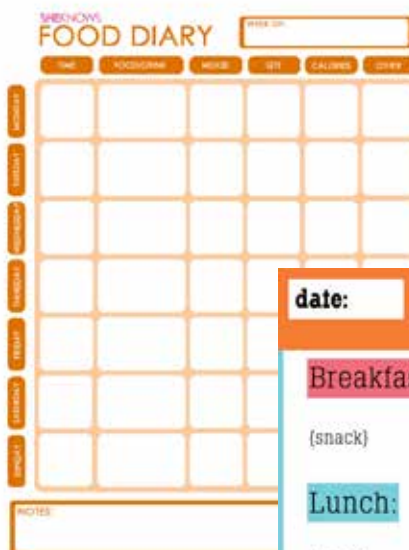 SHEKNOWS
FOOD DIARY
WEEK OF:
TIME FOOD/DRINK MOOD QTY CALORIES OTHER
MONDAY
TUESDAY
WEDNESDAY
THURSDAY
FRIDAY
SATURDAY
SUNDAY
NOTES:
date:
Breakfa
{snack}
Lunch: